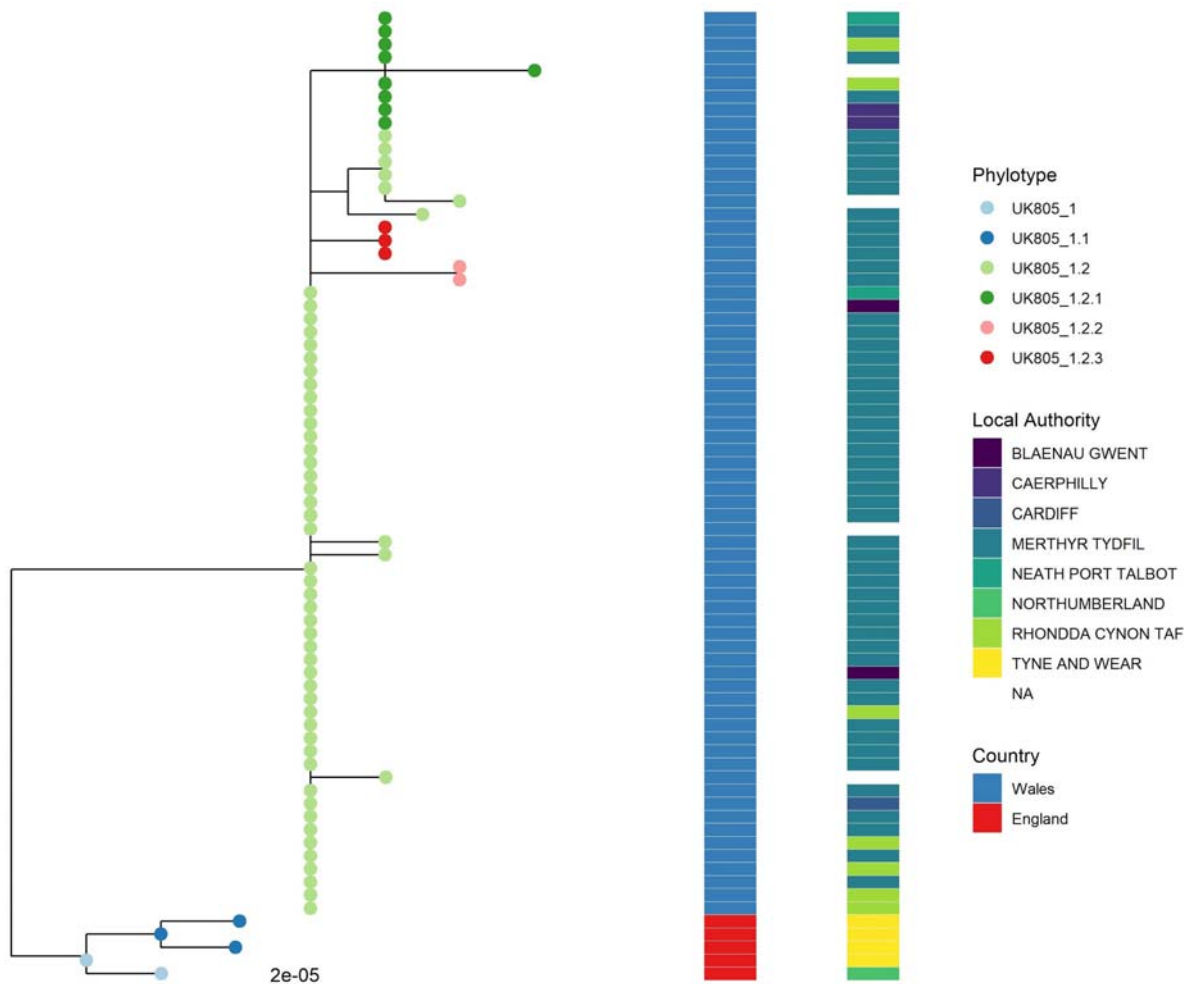 Phylotype
UK805_1
UK805_1.1
UK805_1.2
UK805_1.2.1
UK805_1.2.2
UK805_1.2.3
Local Authority
BLAENAU GWENT
CAERPHILLY
CARDIFF
MERTHYR TYDFIL
NEATH PORT TALBOT
NORTHUMBERLAND
RHONDDA CYNON TAF
TYNE AND WEAR
NA
Country
Wales
England
2e-05